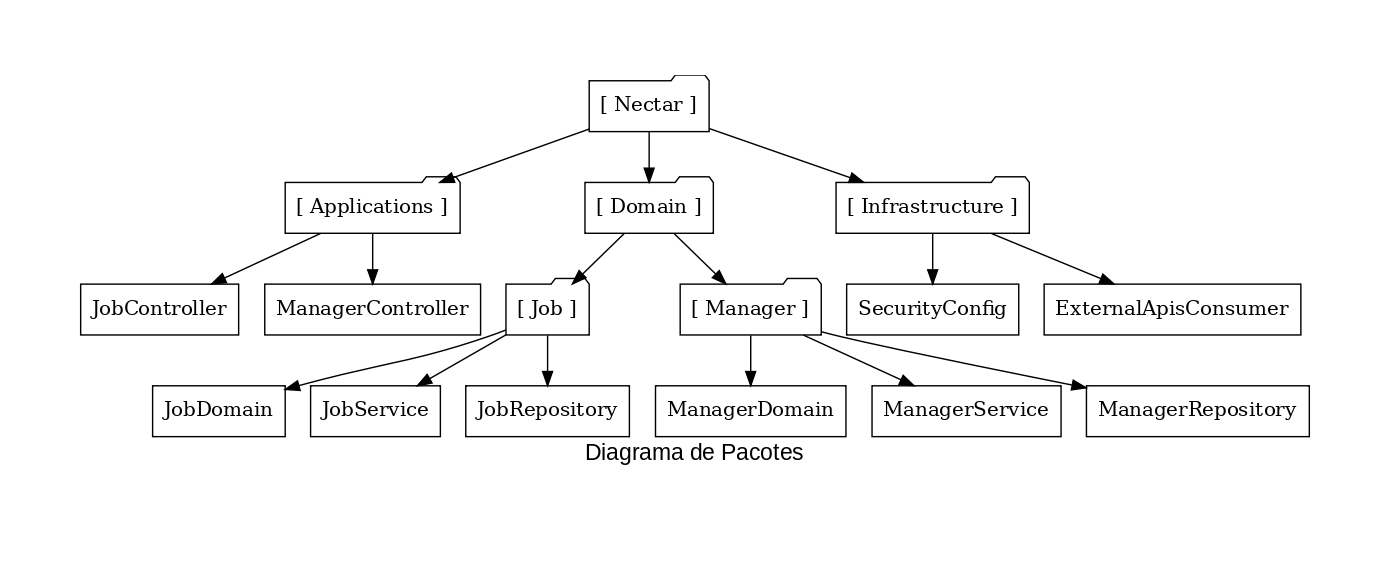 [ Nectar ]
[ Applications ]
[ Domain ]
[ Infrastructure ]
JobController
ManagerController
[ Job ]
[ Manager ]
SecurityConfig
ExternalApisConsumer
JobDomain
JobService
JobRepository
ManagerDomain
ManagerService
ManagerRepository
Diagrama de Pacotes